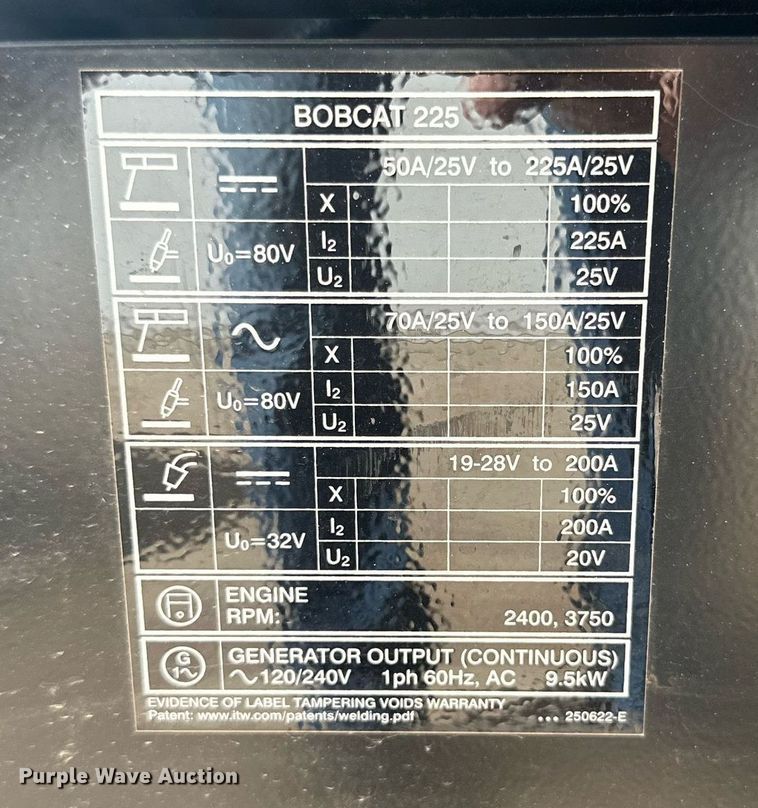 BOBCAT 225
50A/25V to 225A/25V
X 100%
U₀=80V
I₂ 225A
U₂ 25V
70A/25V to 150A/25V
X 100%
U₀=80V
I₂ 150A
U₂ 25V
19-28V to 200A
X 100%
U₀=32V
I₂ 200A
U₂ 20V
ENGINE
RPM: 2400, 3750
G
1~
GENERATOR OUTPUT (CONTINUOUS)
~120/240V 1ph 60Hz, AC 9.5kW
EVIDENCE OF LABEL TAMPERING VOIDS WARRANTY
Patent: www.itw.com/patents/welding.pdf ••• 250622-E
Purple Wave Auction